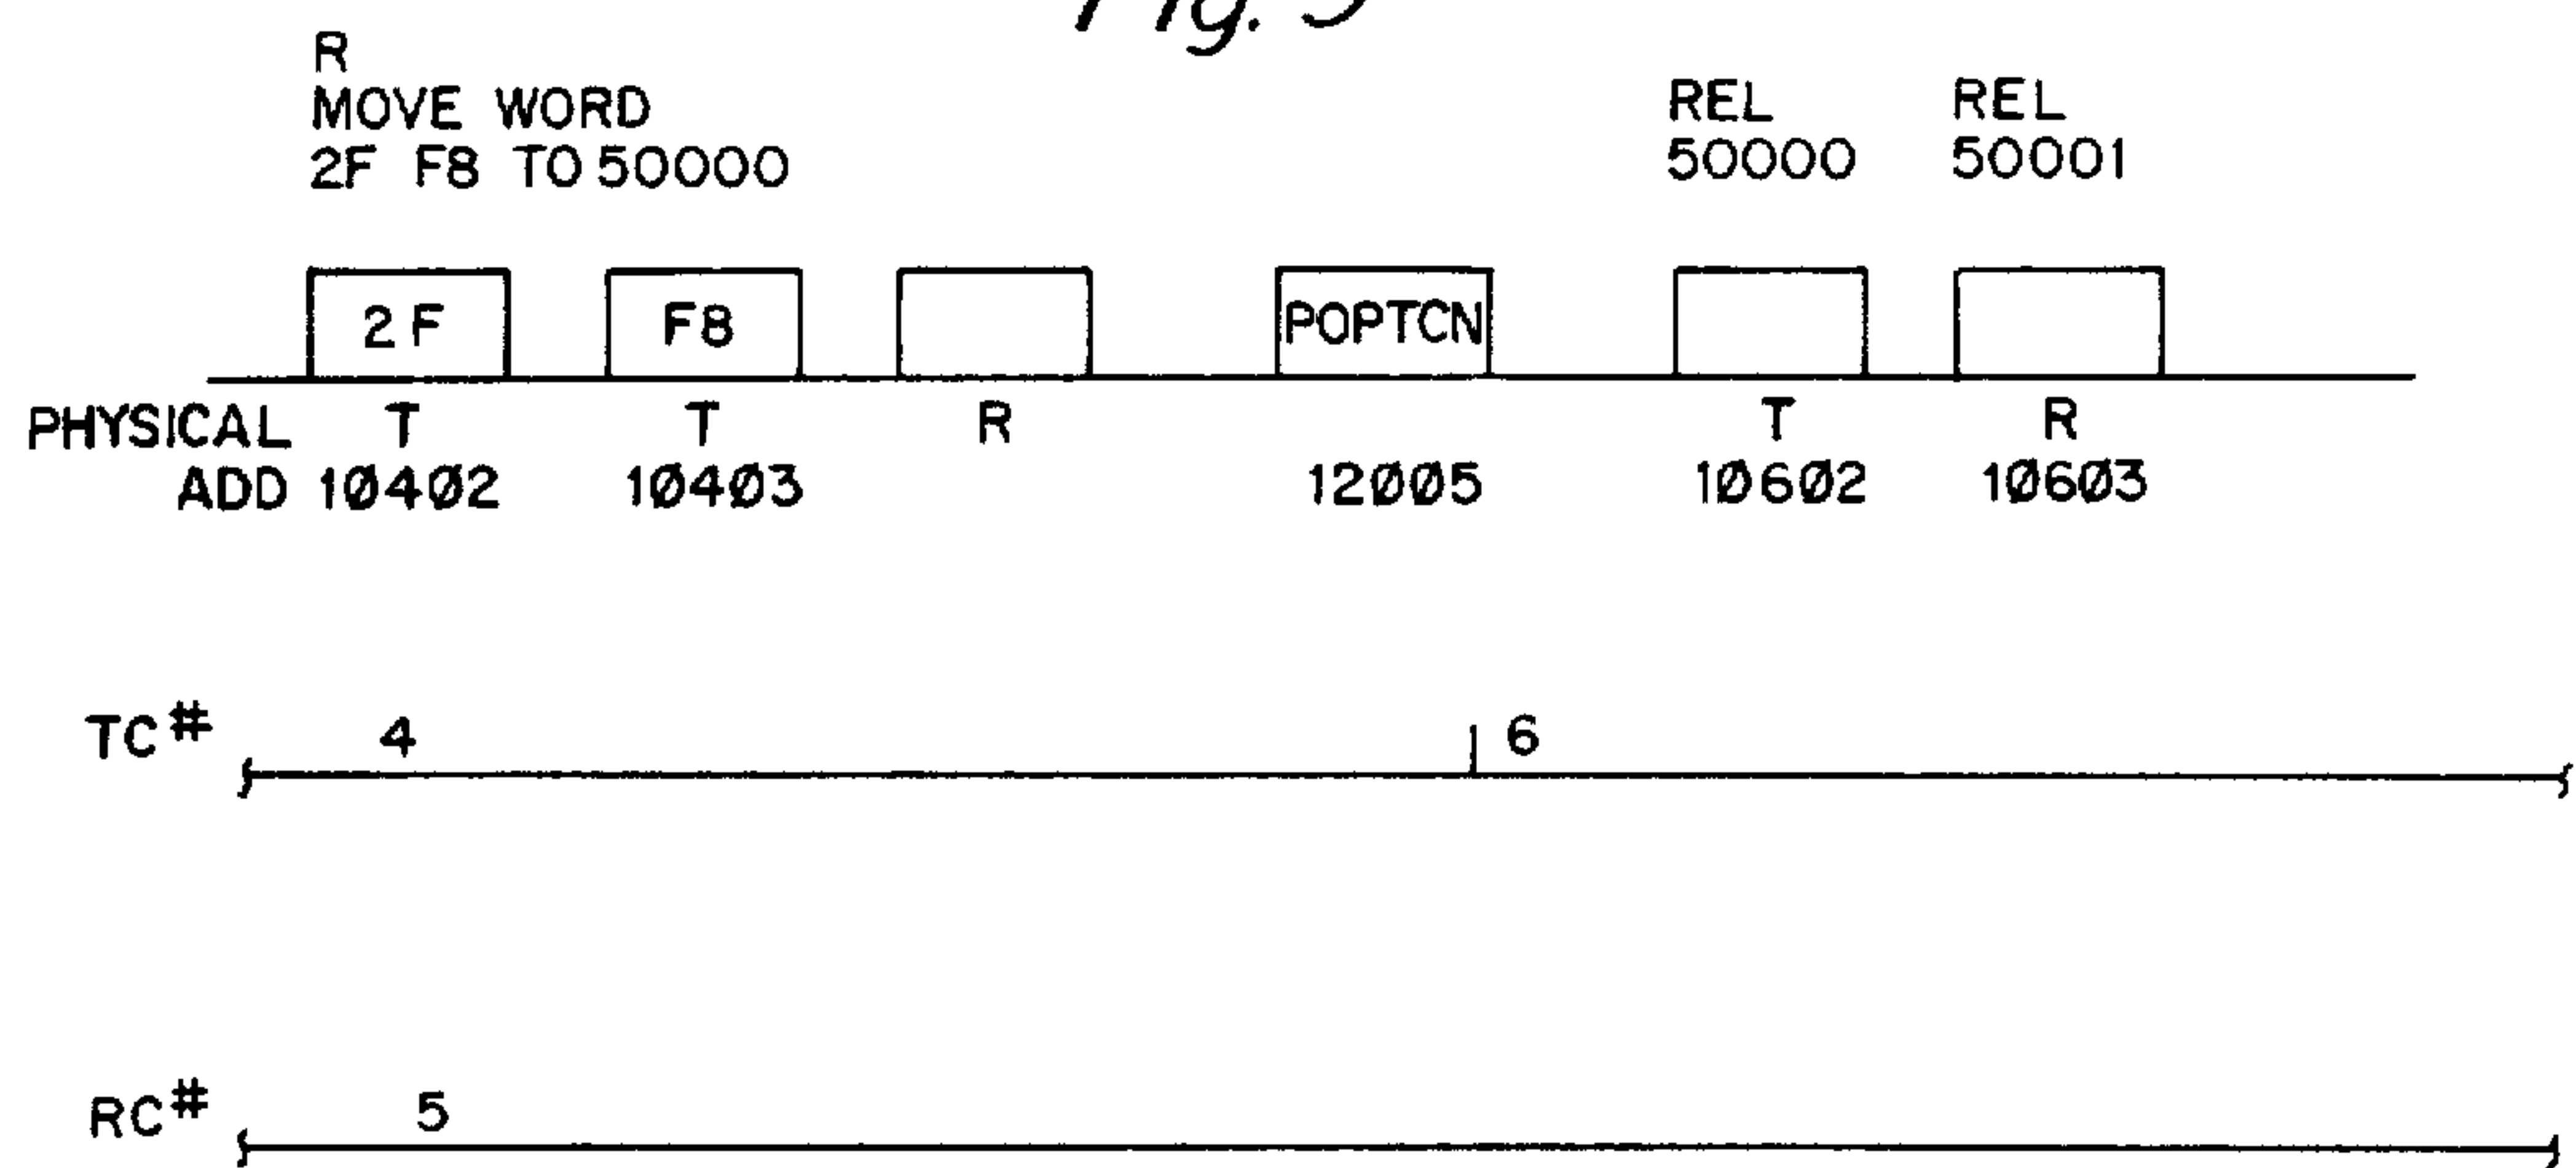 Fig.
R
MOVE WORD
2F F8 TO 50000
REL REL
50000 50001
2F F8 POPTCN
PHYSICAL T T R T R
ADD 10402 10403 12005 10602 10603
TC# 4 6
RC# 5